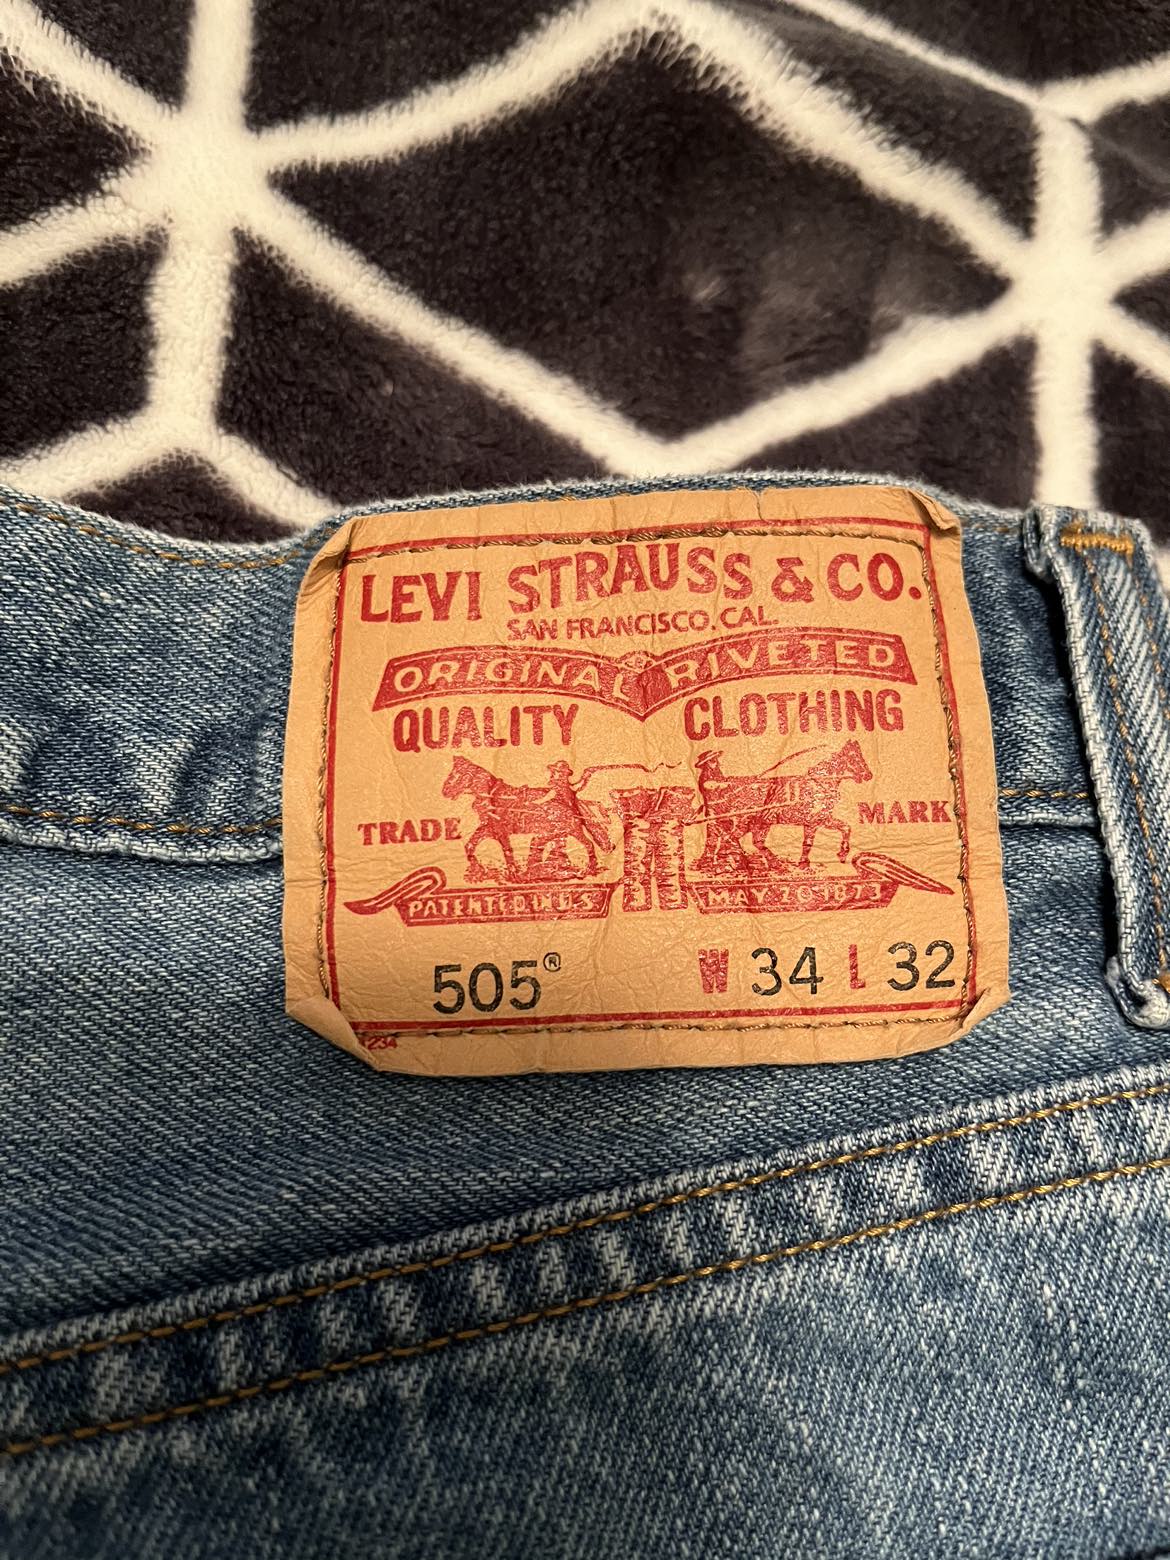 LEVI STRAUSS & CO.
SAN FRANCISCO, CAL.
ORIGINAL RIVETED
QUALITY CLOTHING
TRADE MARK
PATENTED IN U.S. MAY 20 1873
505® W 34 L 32
234